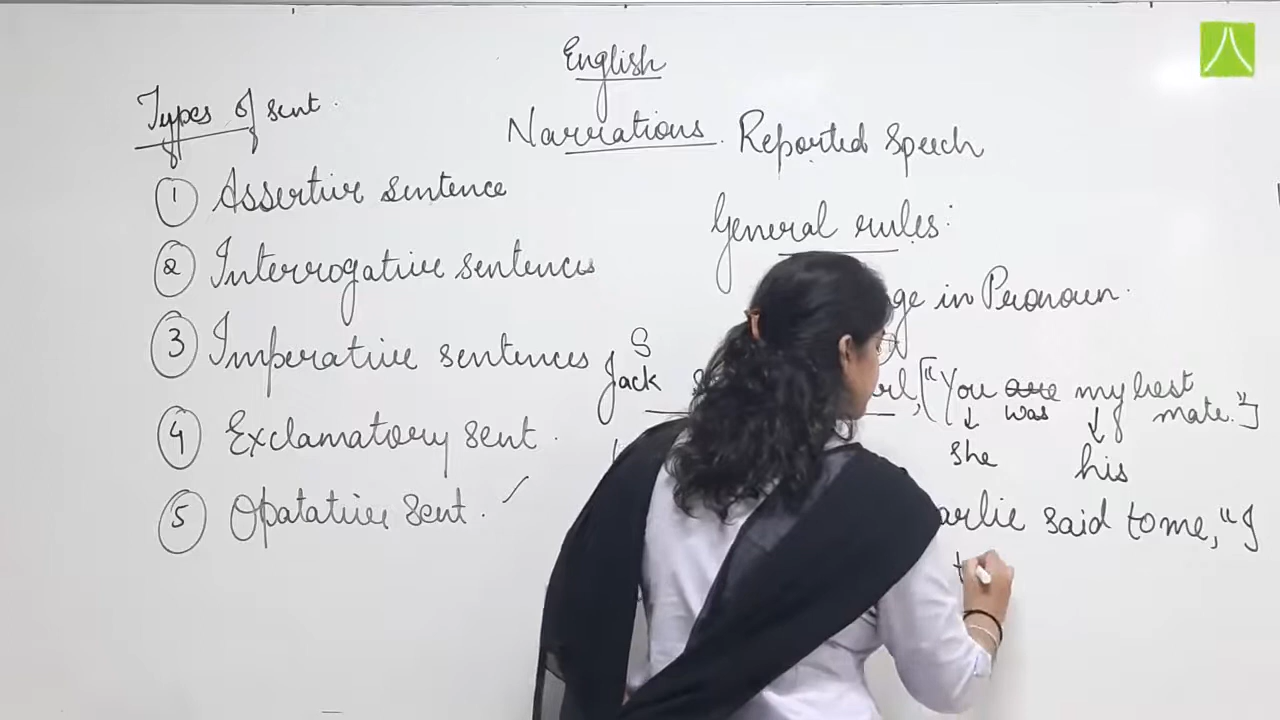 English
Types of sent.
Narrations. Reported speech
① Assertive sentence
General rules:
② Interrogative sentences
in Pronoun.
③ Imperative sentences
S
Jack
"You are my best
mate."
was
④ Exclamatory sent.
she
his
⑤ Opatative sent.
said to me, "I